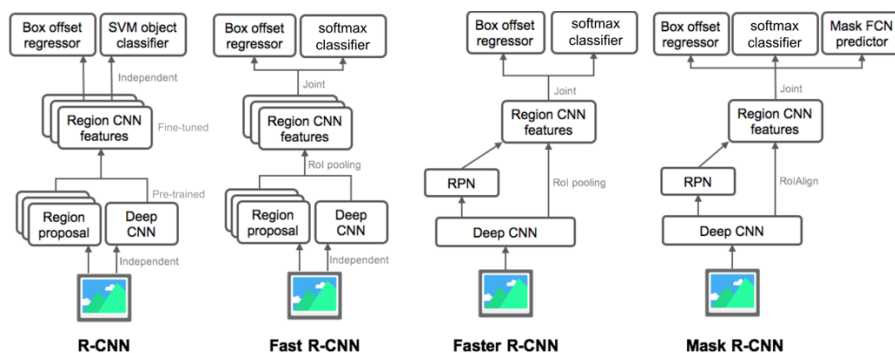 Box offset
regressor
SVM object
classifier
Independent
Region CNN
features
Fine-tuned
Pre-trained
Region
proposal
Deep
CNN
Independent
R-CNN
Box offset
regressor
softmax
classifier
Joint
Region CNN
features
RoI pooling
Region
proposal
Deep
CNN
Independent
Fast R-CNN
Box offset
regressor
softmax
classifier
Joint
Region CNN
features
RPN
RoI pooling
Deep CNN
Faster R-CNN
Box offset
regressor
softmax
classifier
Mask FCN
predictor
Joint
Region CNN
features
RPN
RoIAlign
Deep CNN
Mask R-CNN